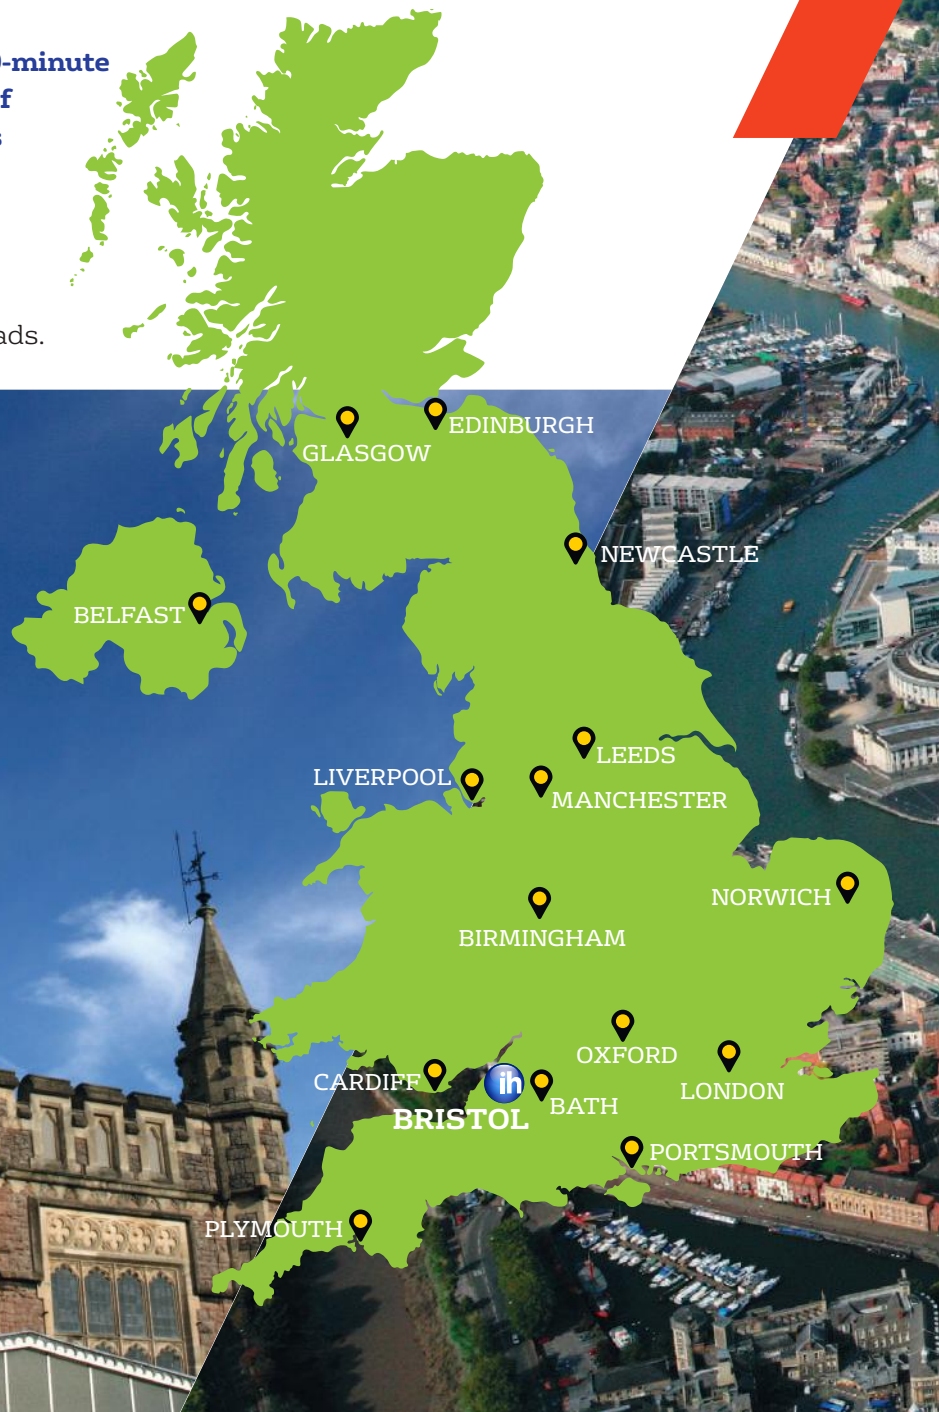 -minute
f
s
ads.
EDINBURGH
GLASGOW
NEWCASTLE
BELFAST
LEEDS
LIVERPOOL
MANCHESTER
NORWICH
BIRMINGHAM
OXFORD
CARDIFF
ih
LONDON
BATH
BRISTOL
PORTSMOUTH
PLYMOUTH